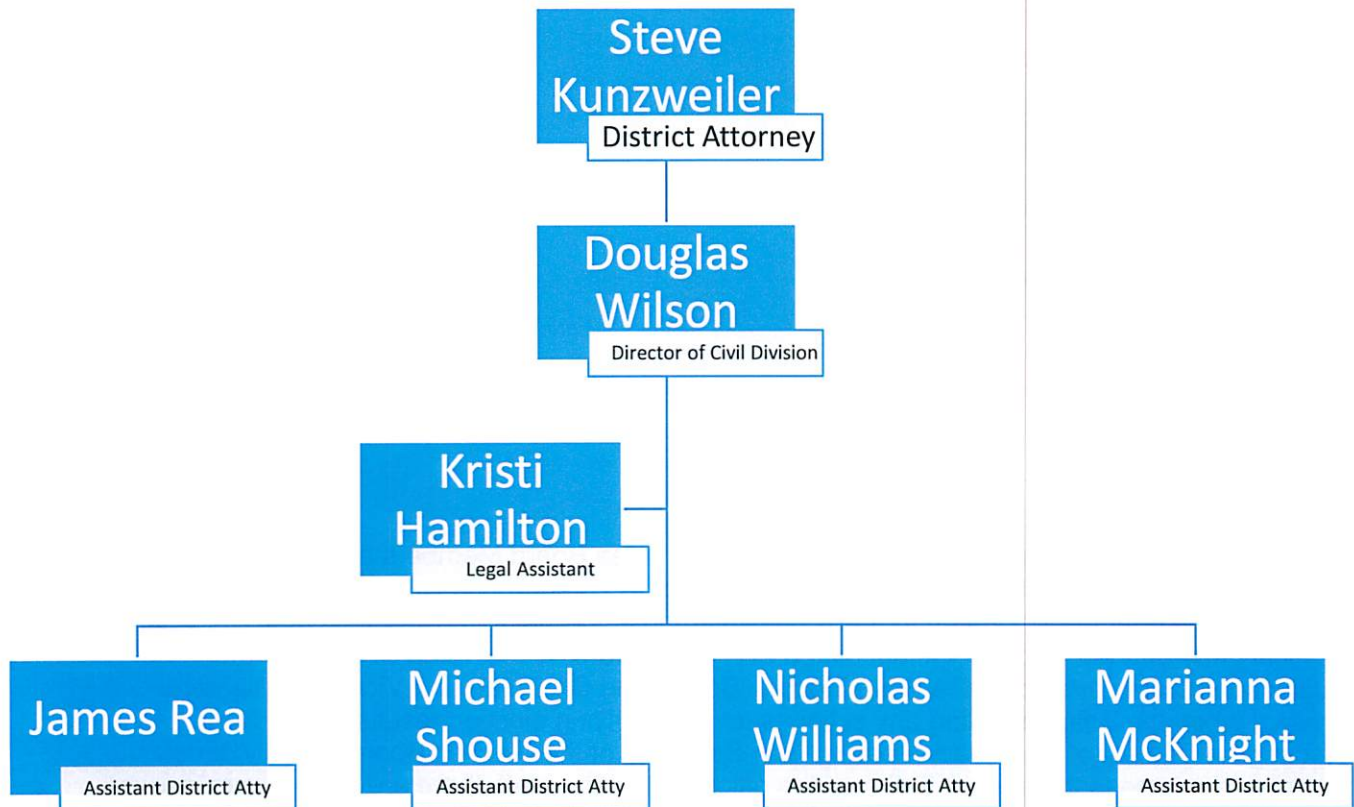 Steve
Kunzweiler
District Attorney
Douglas
Wilson
Director of Civil Division
Kristi
Hamilton
Legal Assistant
James Rea
Assistant District Atty
Michael
Shouse
Assistant District Atty
Nicholas
Williams
Assistant District Atty
Marianna
McKnight
Assistant District Atty